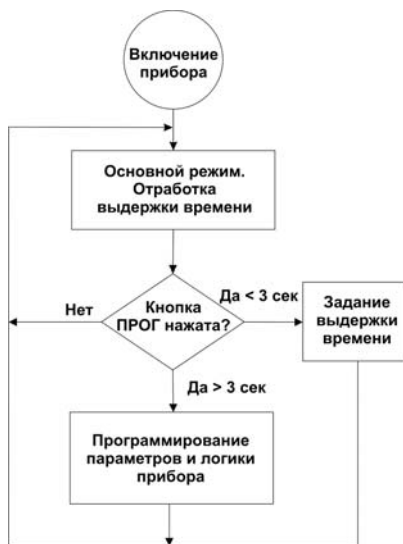 Включение
прибора
Основной режим.
Отработка
выдержки времени
Нет
Кнопка
ПРОГ нажата?
Да < 3 сек
Задание
выдержки
времени
Да > 3 сек
Программирование
параметров и логики
прибора